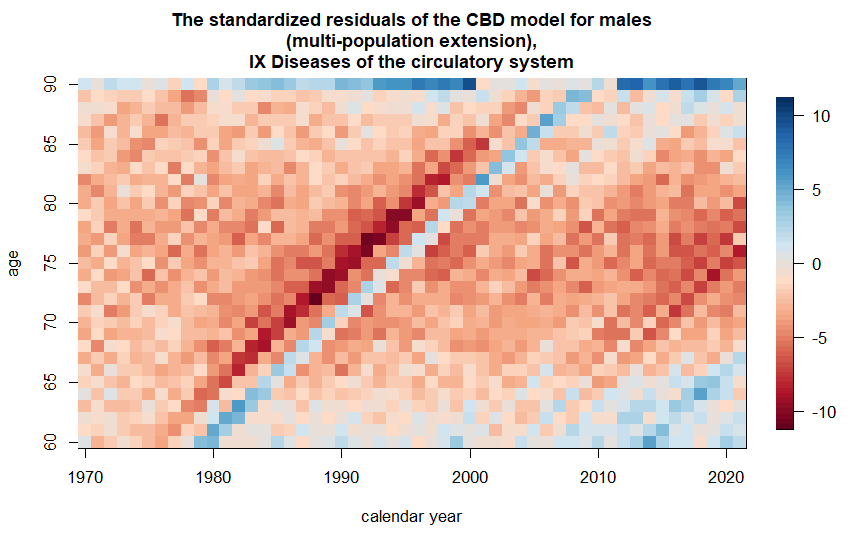 The standardized residuals of the CBD model for males
(multi-population extension),
IX Diseases of the circulatory system
90
85
80
75
70
65
60
age
10
5
0
-5
-10
1970 1980 1990 2000 2010 2020
calendar year